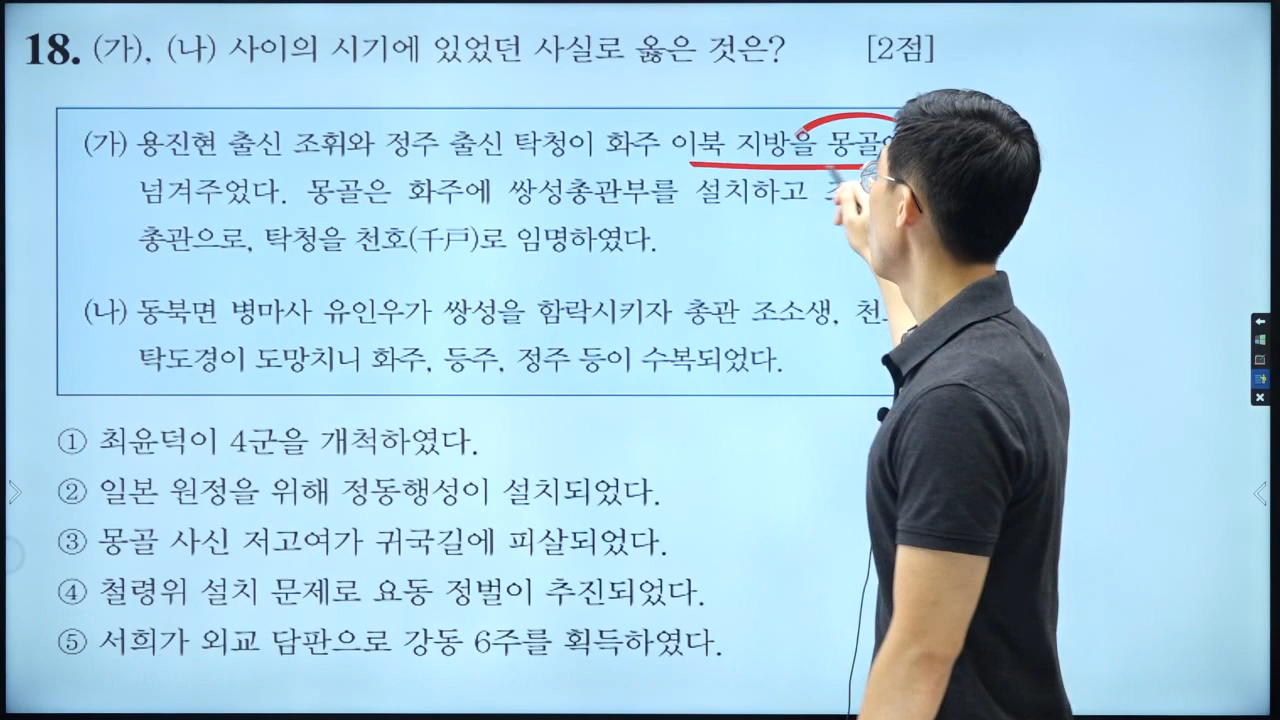 18. (가), (나) 사이의 시기에 있었던 사실로 옳은 것은? [2점]
(가) 용진현 출신 조휘와 정주 출신 탁청이 화주 이북 지방을 몽골
넘겨주었다. 몽골은 화주에 쌍성총관부를 설치하고
총관으로, 탁청을 천호(千戶)로 임명하였다.
(나) 동북면 병마사 유인우가 쌍성을 함락시키자 총관 조소생,
탁도경이 도망치니 화주, 등주, 정주 등이 수복되었다.
① 최윤덕이 4군을 개척하였다.
② 일본 원정을 위해 정동행성이 설치되었다.
③ 몽골 사신 저고여가 귀국길에 피살되었다.
④ 철령위 설치 문제로 요동 정벌이 추진되었다.
⑤ 서희가 외교 담판으로 강동 6주를 획득하였다.